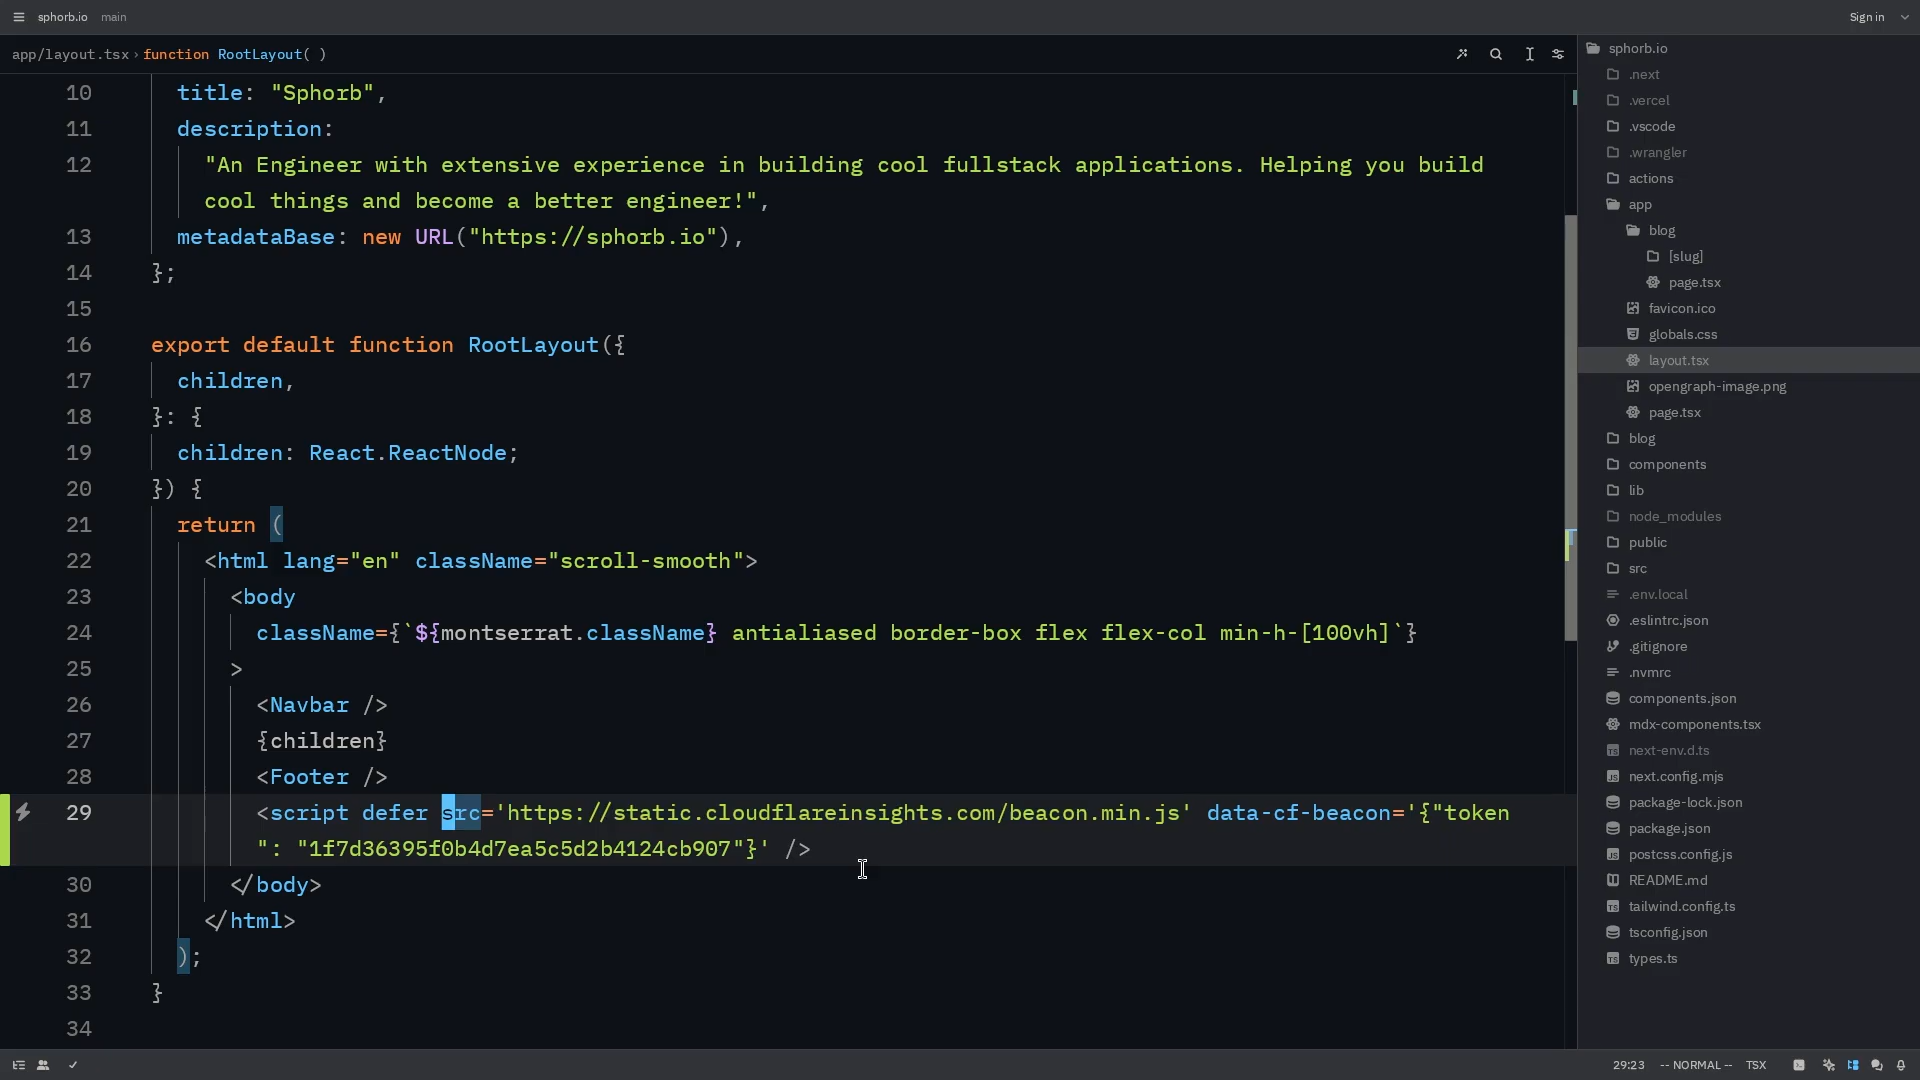 sphorb.io main
Sign in
app/layout.tsx › function RootLayout( )
10 title: "Sphorb",
11 description:
12 "An Engineer with extensive experience in building cool fullstack applications. Helping you build
cool things and become a better engineer!",
13 metadataBase: new URL("https://sphorb.io"),
14 };
15
16 export default function RootLayout({
17 children,
18 }: {
19 children: React.ReactNode;
20 }) {
21 return (
22 <html lang="en" className="scroll-smooth">
23 <body
24 className={`${montserrat.className} antialiased border-box flex flex-col min-h-[100vh]`}
25 >
26 <Navbar />
27 {children}
28 <Footer />
29 <script defer src='https://static.cloudflareinsights.com/beacon.min.js' data-cf-beacon='{"token
": "1f7d36395f0b4d7ea5c5d2b4124cb907"}' />
30 </body>
31 </html>
32 );
33 }
34
sphorb.io
.next
.vercel
.vscode
.wrangler
actions
app
blog
[slug]
page.tsx
favicon.ico
globals.css
layout.tsx
opengraph-image.png
page.tsx
blog
components
lib
node_modules
public
src
.env.local
.eslintrc.json
.gitignore
.nvmrc
components.json
mdx-components.tsx
next-env.d.ts
next.config.mjs
package-lock.json
package.json
postcss.config.js
README.md
tailwind.config.ts
tsconfig.json
types.ts
29:23 -- NORMAL -- TSX